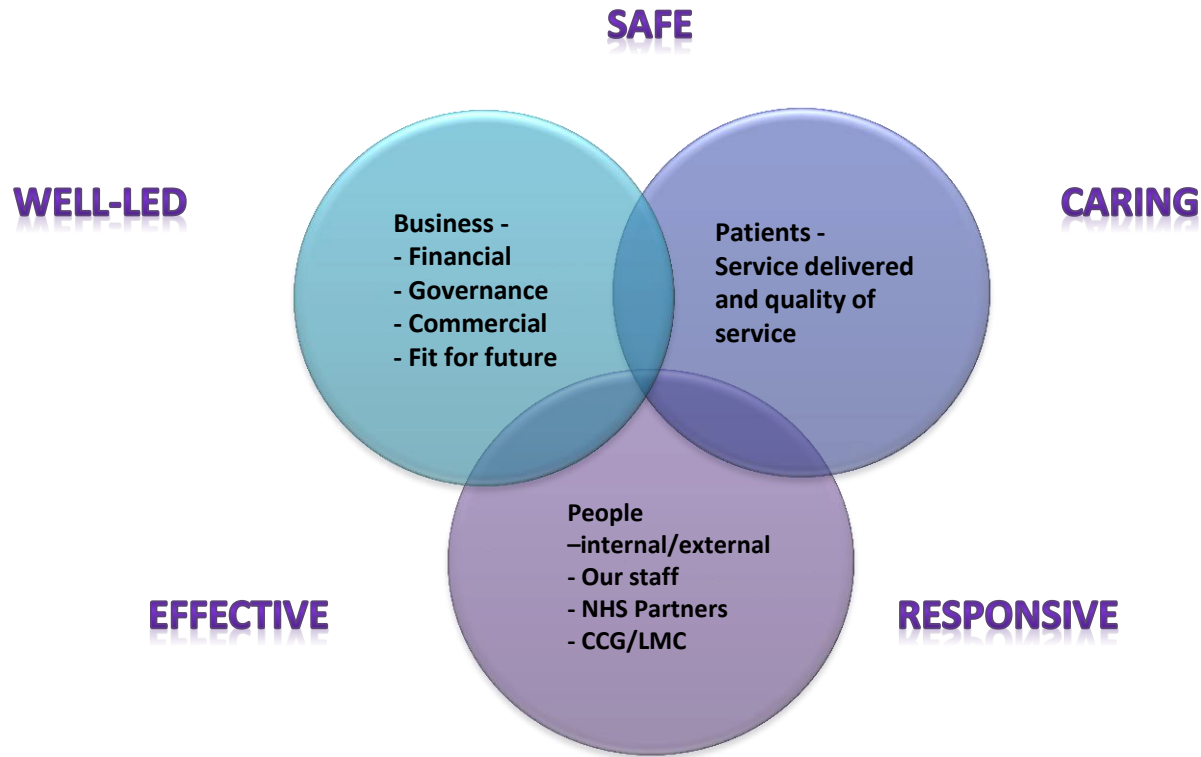 SAFE
WELL-LED
CARING
Business -
- Financial
- Governance
- Commercial
- Fit for future
Patients -
Service delivered
and quality of
service
People
–internal/external
- Our staff
- NHS Partners
- CCG/LMC
EFFECTIVE
RESPONSIVE